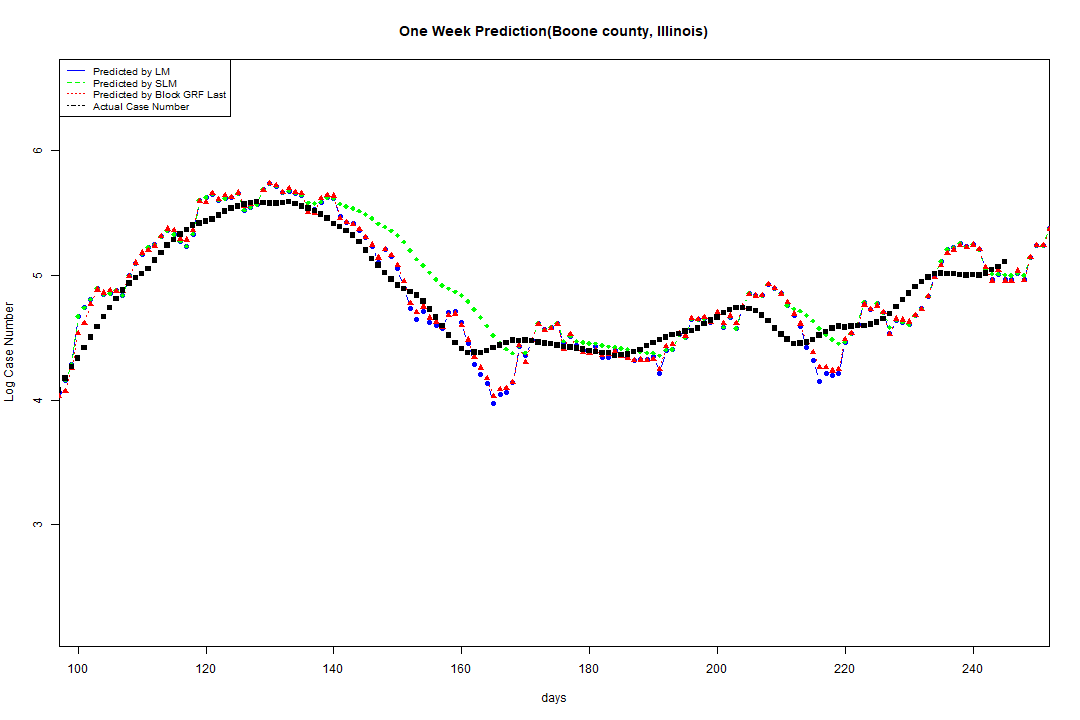 One Week Prediction(Boone county, Illinois)
Predicted by LM
Predicted by SLM
Predicted by Block GRF Last
Actual Case Number
6
5
4
3
Log Case Number
100 120 140 160 180 200 220 240
days